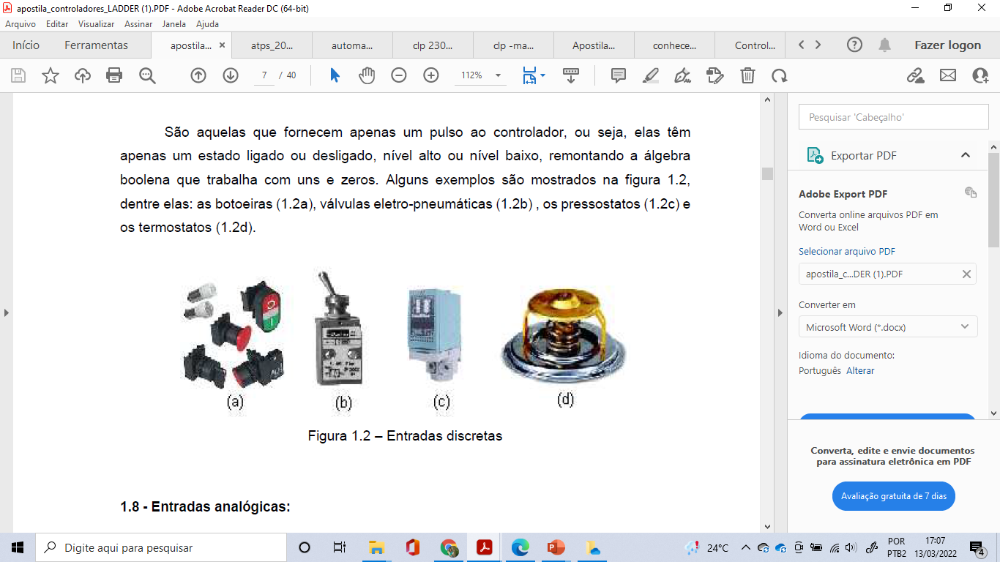 apostila_controladores_LADDER (1).PDF - Adobe Acrobat Reader DC (64-bit)
Arquivo Editar Visualizar Assinar Janela Ajuda
Início Ferramentas apostila... atps_20... automa... clp 230... clp -ma... Apostila... conhece... Control... Fazer logon
7 / 40 112%
São aquelas que fornecem apenas um pulso ao controlador, ou seja, elas têm
apenas um estado ligado ou desligado, nível alto ou nível baixo, remontando a álgebra
boolena que trabalha com uns e zeros. Alguns exemplos são mostrados na figura 1.2,
dentre elas: as botoeiras (1.2a), válvulas eletro-pneumáticas (1.2b) , os pressostatos (1.2c) e
os termostatos (1.2d).
(a) (b) (c) (d)
Figura 1.2 – Entradas discretas
1.8 - Entradas analógicas:
Pesquisar 'Cabeçalho'
Exportar PDF
Adobe Export PDF
Converta online arquivos PDF em
Word ou Excel
Selecionar arquivo PDF
apostila_c...DER (1).PDF
Converter em
Microsoft Word (*.docx)
Idioma do documento:
Português Alterar
Converta, edite e envie documentos
para assinatura eletrônica em PDF
Avaliação gratuita de 7 dias
Digite aqui para pesquisar
24°C
POR
PTB2
17:07
13/03/2022
4